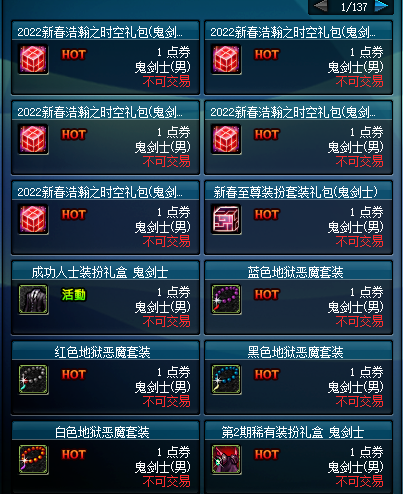 1/137
2022新春浩瀚之时空礼包(鬼剑...
HOT
1 点券
鬼剑士(男)
不可交易
2022新春浩瀚之时空礼包(鬼剑...
HOT
1 点券
鬼剑士(男)
不可交易
2022新春浩瀚之时空礼包(鬼剑...
HOT
1 点券
鬼剑士(男)
不可交易
2022新春浩瀚之时空礼包(鬼剑...
HOT
1 点券
鬼剑士(男)
不可交易
2022新春浩瀚之时空礼包(鬼剑...
HOT
1 点券
鬼剑士(男)
不可交易
新春至尊装扮套装礼包(鬼剑士)
HOT
1 点券
鬼剑士(男)
不可交易
成功人士装扮礼盒 鬼剑士
活動
1 点券
鬼剑士(男)
不可交易
蓝色地狱恶魔套装
HOT
1 点券
鬼剑士(男)
不可交易
红色地狱恶魔套装
HOT
1 点券
鬼剑士(男)
不可交易
黑色地狱恶魔套装
HOT
1 点券
鬼剑士(男)
不可交易
白色地狱恶魔套装
HOT
1 点券
鬼剑士(男)
不可交易
第2期稀有装扮礼盒 鬼剑士
HOT
1 点券
鬼剑士(男)
不可交易